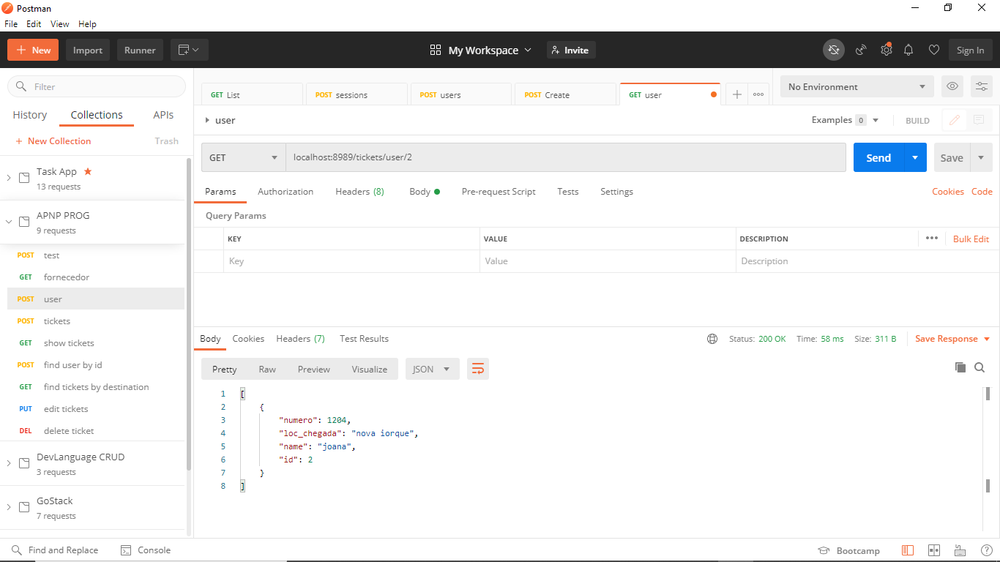 Postman
File Edit View Help
New Import Runner My Workspace Invite Sign In
Filter
History Collections APIs
New Collection Trash
Task App
13 requests
APNP PROG
9 requests
POST test
GET fornecedor
POST user
POST tickets
GET show tickets
POST find user by id
GET find tickets by destination
PUT edit tickets
DEL delete ticket
DevLanguage CRUD
3 requests
GoStack
7 requests
GET List POST sessions POST users POST Create GET user
No Environment
user Examples 0 BUILD
GET localhost:8989/tickets/user/2 Send Save
Params Authorization Headers (8) Body Pre-request Script Tests Settings Cookies Code
Query Params
KEY VALUE DESCRIPTION Bulk Edit
Key Value Description
Body Cookies Headers (7) Test Results Status: 200 OK Time: 58 ms Size: 311 B Save Response
Pretty Raw Preview Visualize JSON
1 [
2 {
3 "numero": 1204,
4 "loc_chegada": "nova iorque",
5 "name": "joana",
6 "id": 2
7 }
8 ]
Find and Replace Console Bootcamp